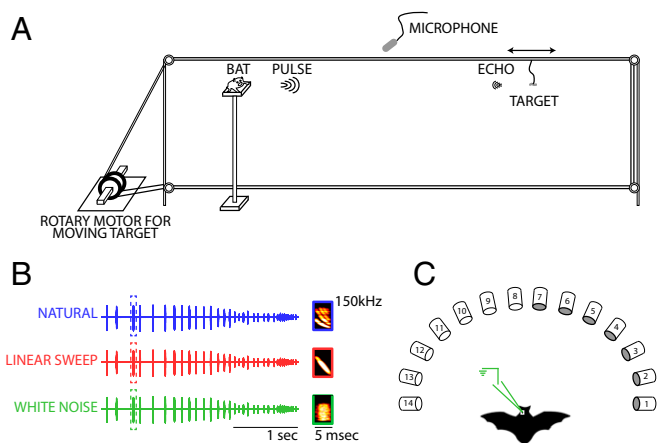 A
MICROPHONE
BAT
PULSE
ECHO
TARGET
ROTARY MOTOR FOR
MOVING TARGET
B
NATURAL
150kHz
LINEAR SWEEP
WHITE NOISE
1 sec
5 msec
C
1
2
3
4
5
6
7
8
9
10
11
12
13
14